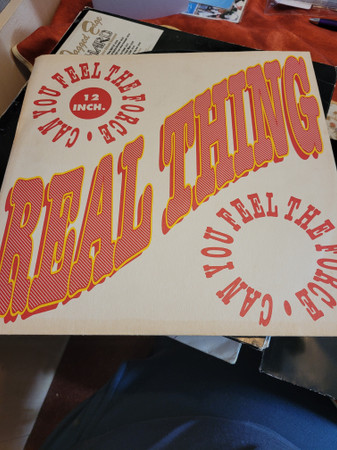 CAN YOU FEEL THE FORCE •
12
INCH.
REAL THING
CAN YOU FEEL THE FORCE •